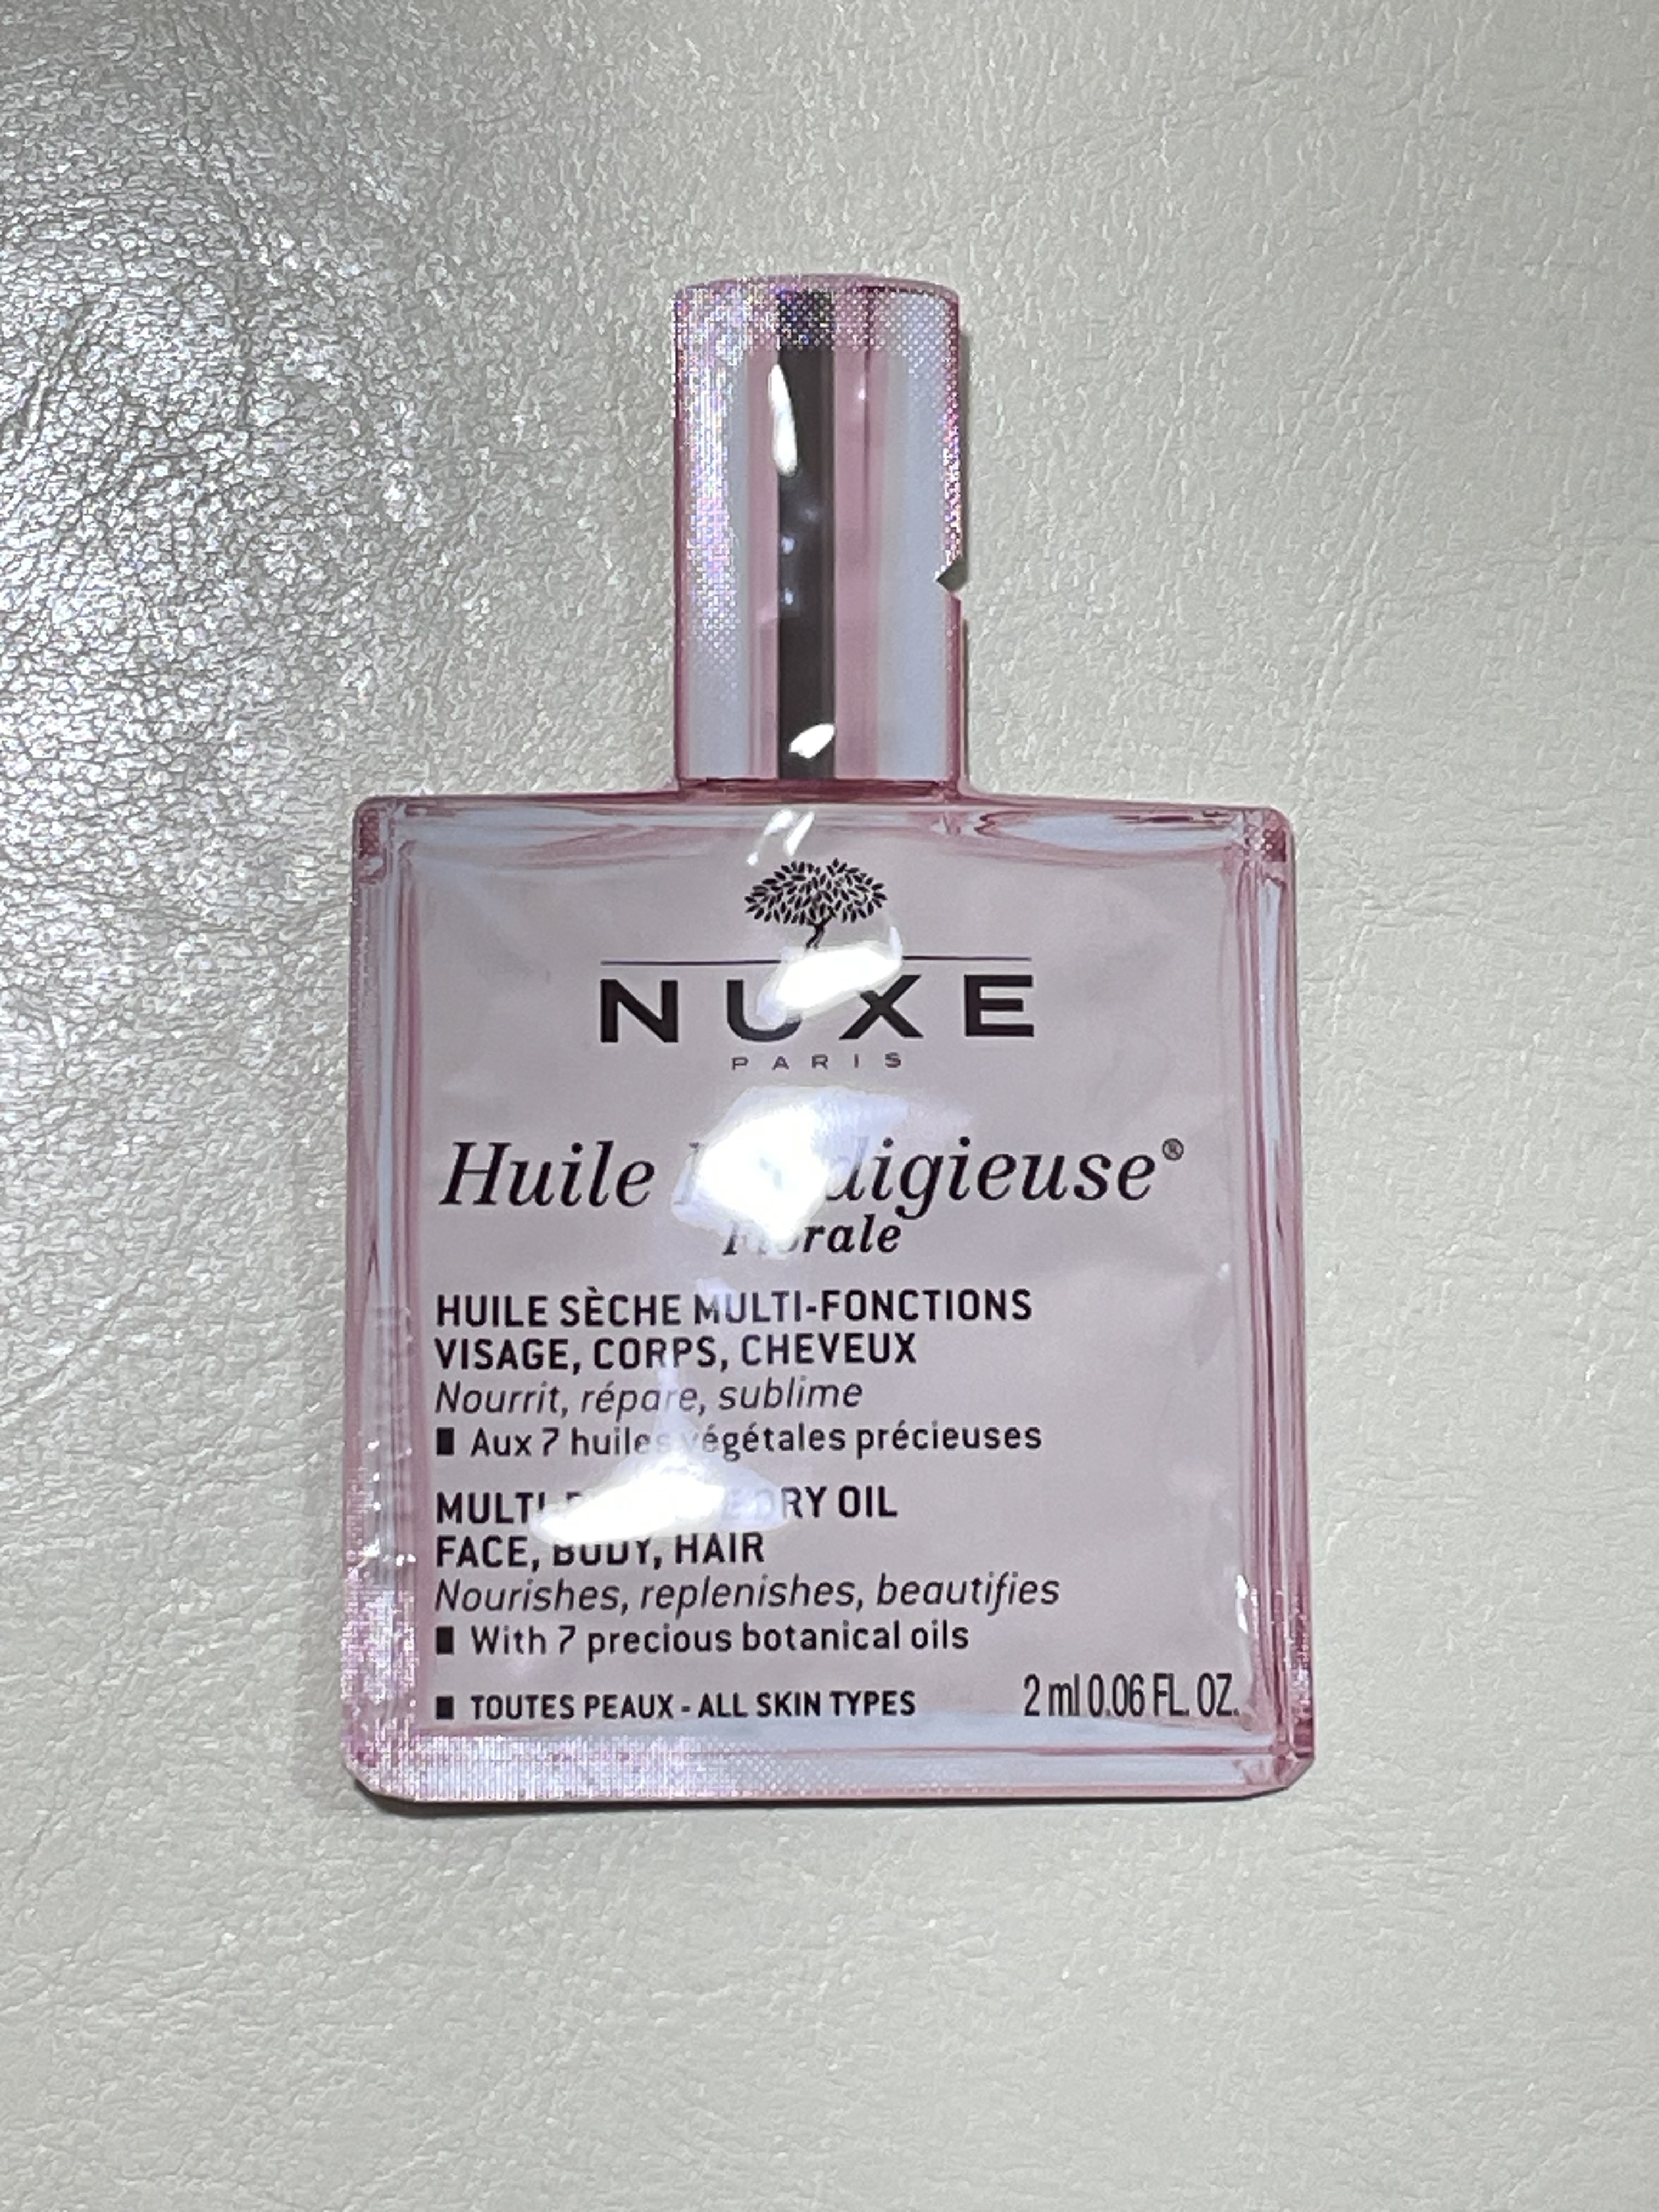 NUXE
PARIS
Huile Prodigieuse®
Florale
HUILE SÈCHE MULTI-FONCTIONS
VISAGE, CORPS, CHEVEUX
Nourrit, répare, sublime
■ Aux 7 huiles végétales précieuses
DRY OIL
FACE, BODY, HAIR
Nourishes, replenishes, beautifies
■ With 7 precious botanical oils
■ TOUTES PEAUX - ALL SKIN TYPES
2 ml 0.06 FL. OZ.